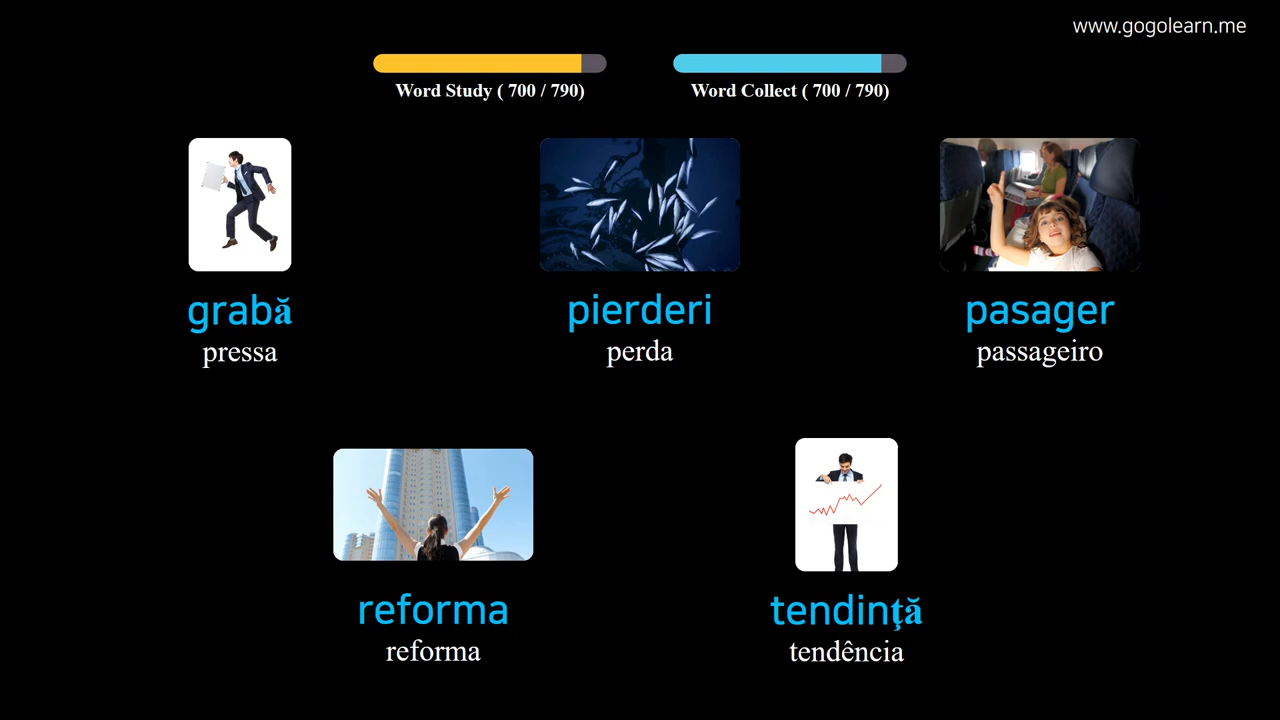 www.gogolearn.me
Word Study ( 700 / 790)
Word Collect ( 700 / 790)
grabă
pressa
pierderi
perda
pasager
passageiro
reforma
reforma
tendinţă
tendência